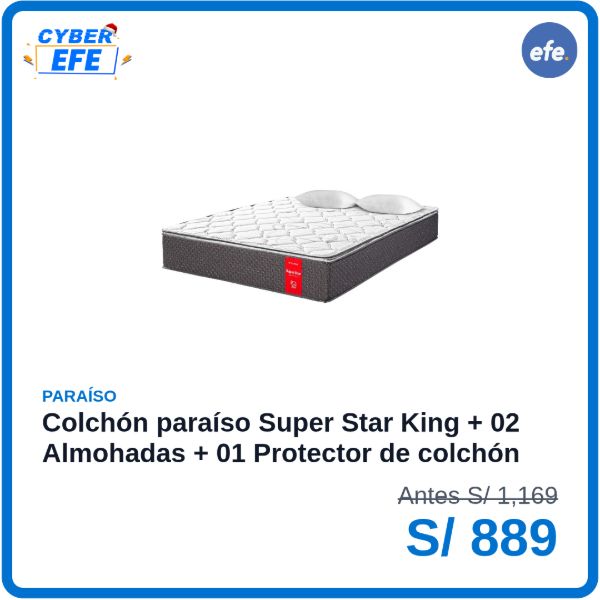 CYBER
EFE
efe.
PARAÍSO
Colchón paraíso Super Star King + 02
Almohadas + 01 Protector de colchón
Antes S/ 1,169
S/ 889